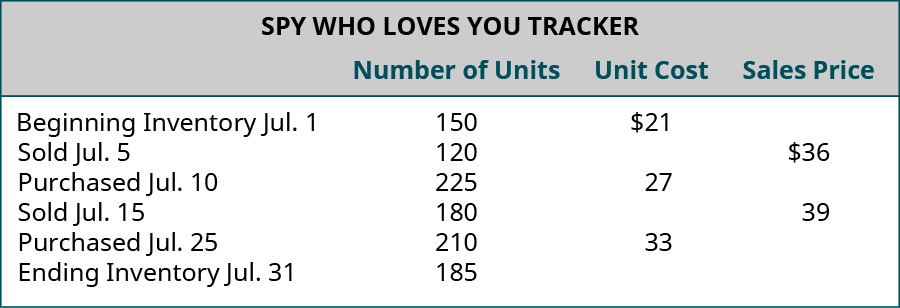 SPY WHO LOVES YOU TRACKER
Number of Units Unit Cost Sales Price
Beginning Inventory Jul. 1 150 $21
Sold Jul. 5 120 $36
Purchased Jul. 10 225 27
Sold Jul. 15 180 39
Purchased Jul. 25 210 33
Ending Inventory Jul. 31 185